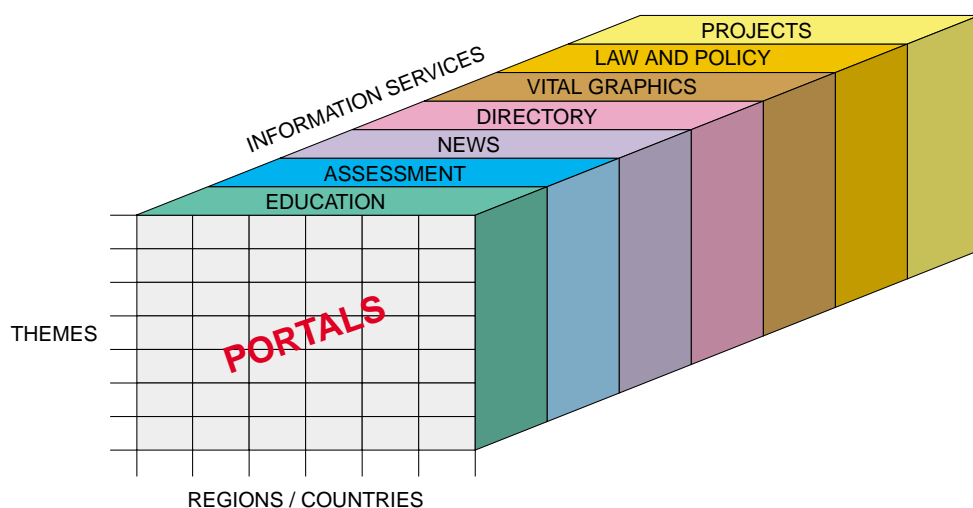 PROJECTS
LAW AND POLICY
VITAL GRAPHICS
DIRECTORY
NEWS
ASSESSMENT
EDUCATION
INFORMATION SERVICES
PORTALS
THEMES
REGIONS / COUNTRIES